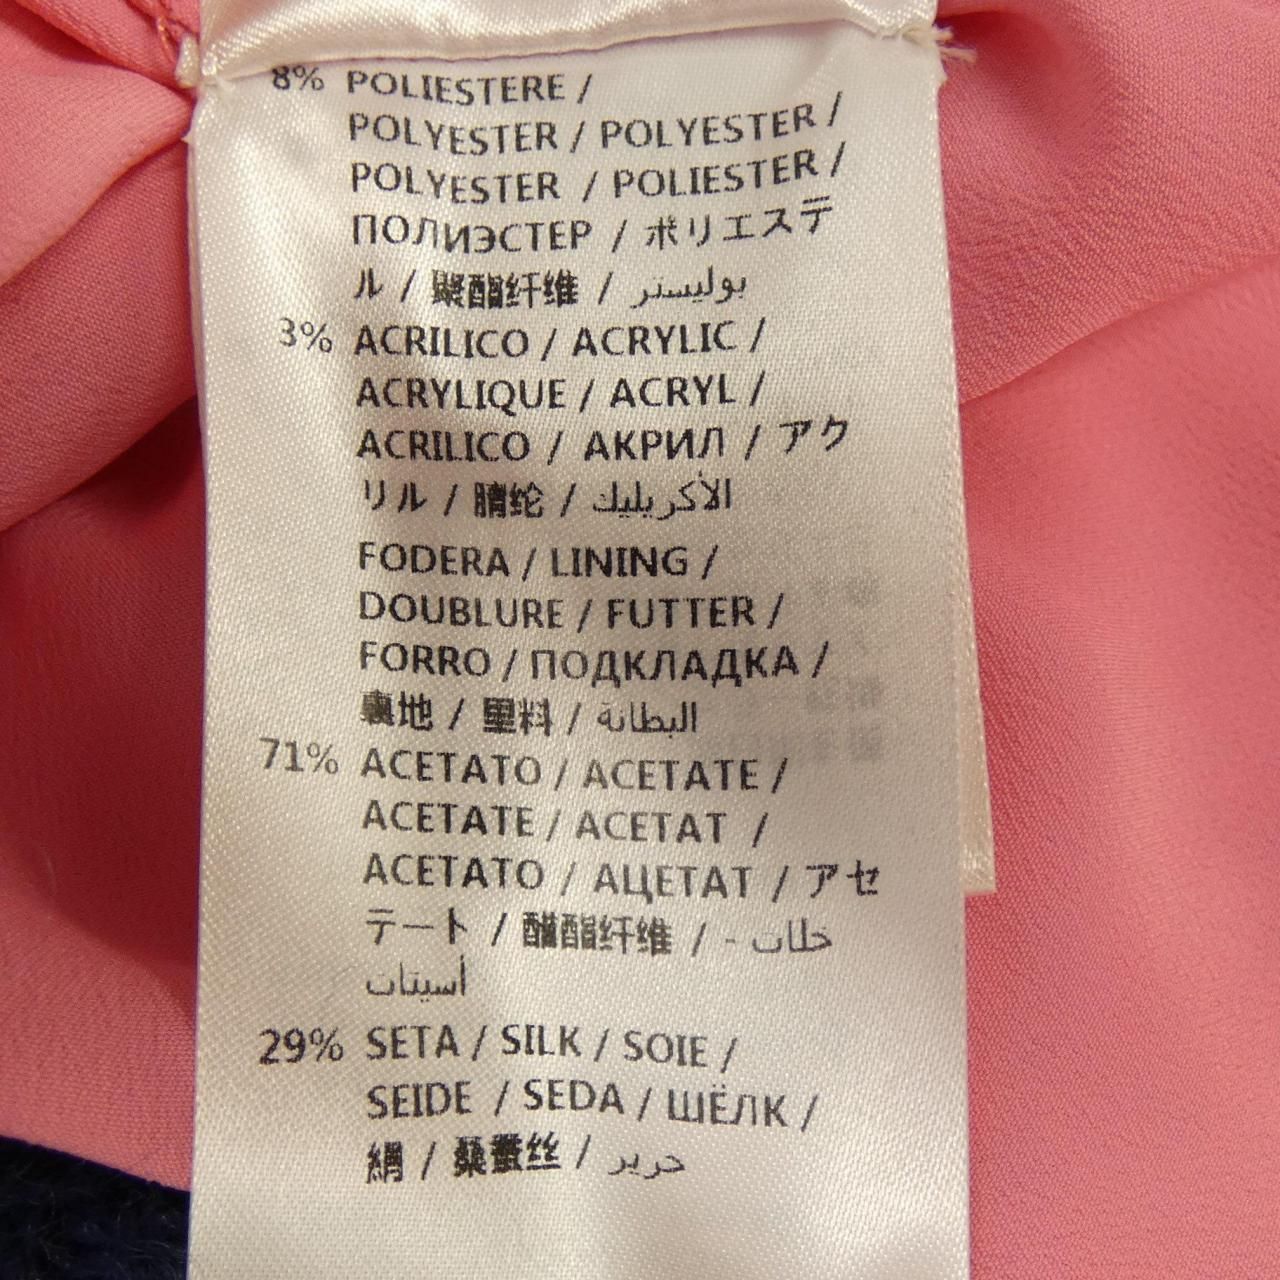 8% POLIESTERE /
POLYESTER / POLYESTER /
POLYESTER / POLIESTER /
ПОЛИЭСТЕР / ポリエステ
ル / 聚酯纤维 / بوليستر
3% ACRILICO / ACRYLIC /
ACRYLIQUE / ACRYL /
ACRILICO / АКРИЛ / アク
リル / 腈纶 / الأكريليك
FODERA / LINING /
DOUBLURE / FUTTER /
FORRO / ПОДКЛАДКА /
裏地 / 里料 / البطانة
71% ACETATO / ACETATE /
ACETATE / ACETAT /
ACETATO / АЦЕТАТ / アセ
テート / 醋酯纤维 / - خلات
أسيتات
29% SETA / SILK / SOIE /
SEIDE / SEDA / ШЁЛК /
絹 / 桑蚕丝 / حرير